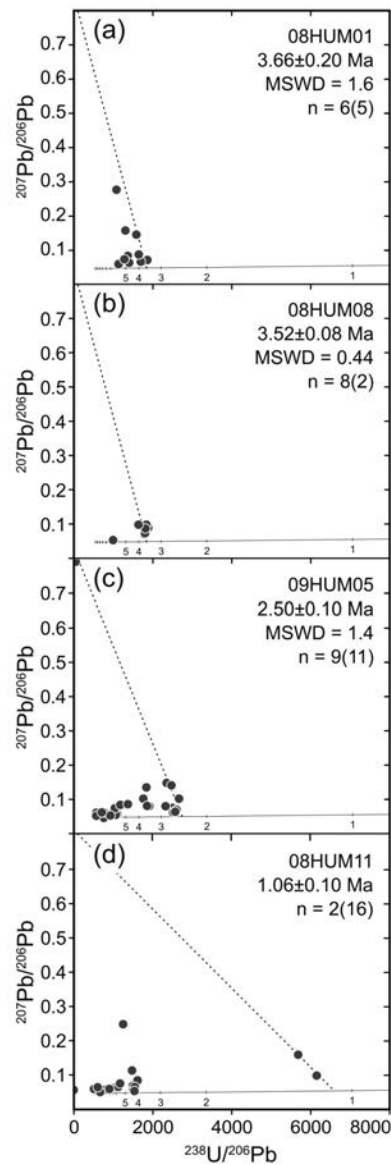 (a)
08HUM01
3.66±0.20 Ma
MSWD = 1.6
n = 6(5)
207Pb/206Pb
0.7
0.6
0.5
0.4
0.3
0.2
0.1
5 4 3 2 1
(b)
08HUM08
3.52±0.08 Ma
MSWD = 0.44
n = 8(2)
207Pb/206Pb
0.7
0.6
0.5
0.4
0.3
0.2
0.1
5 4 3 2 1
(c)
09HUM05
2.50±0.10 Ma
MSWD = 1.4
n = 9(11)
207Pb/206Pb
0.7
0.6
0.5
0.4
0.3
0.2
0.1
5 4 3 2 1
(d)
08HUM11
1.06±0.10 Ma
n = 2(16)
207Pb/206Pb
0.7
0.6
0.5
0.4
0.3
0.2
0.1
5 4 3 2 1
0 2000 4000 6000 8000
238U/206Pb